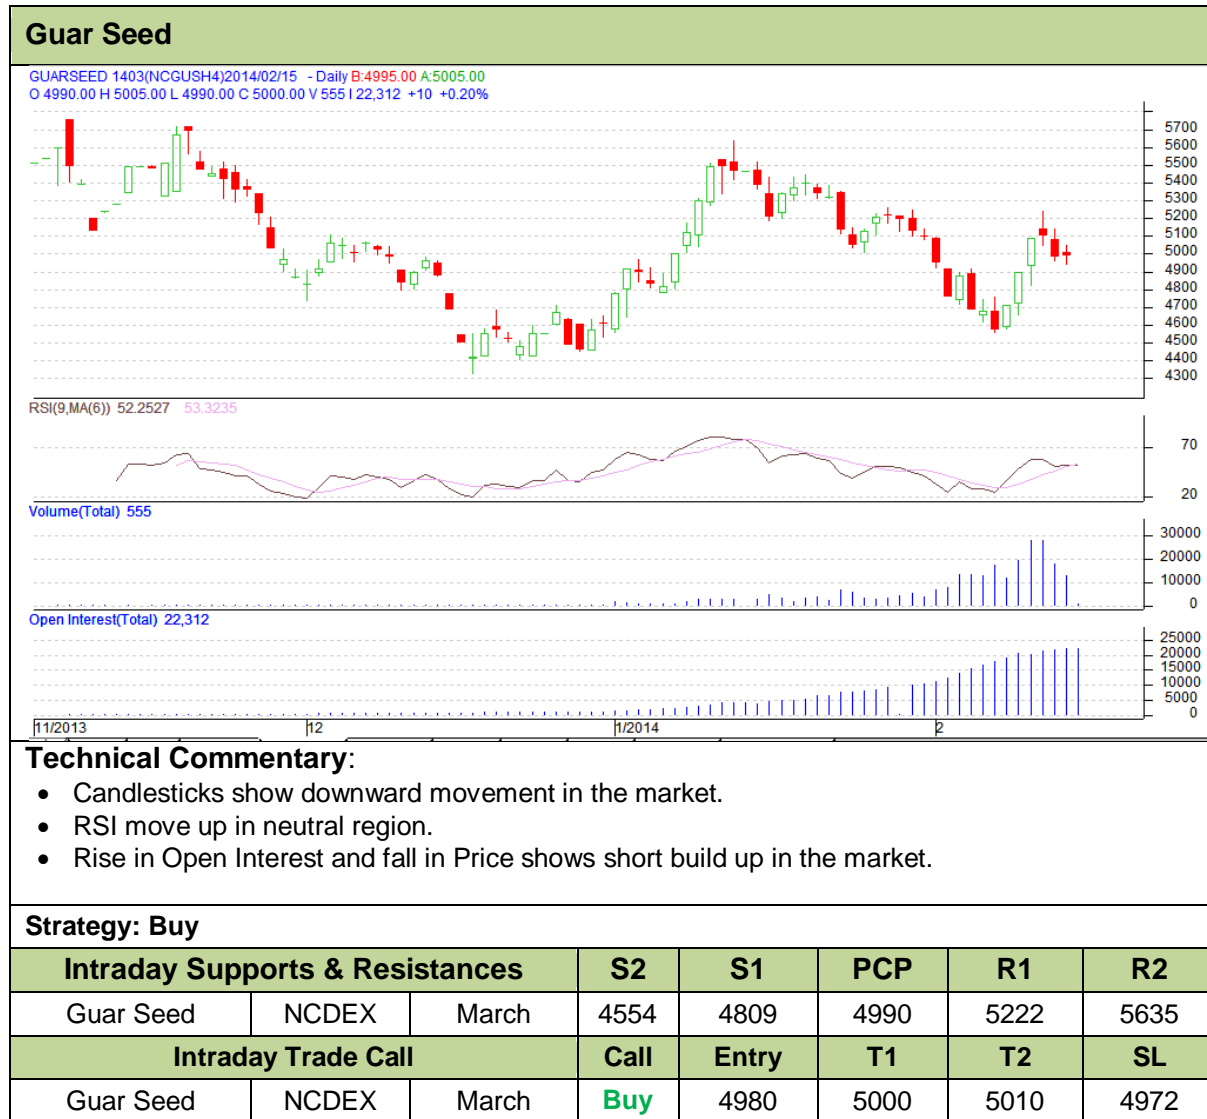 Guar Seed
GUARSEED 1403(NCGUSH4)2014/02/15 - Daily B:4995.00 A:5005.00
O 4990.00 H 5005.00 L 4990.00 C 5000.00 V 555 I 22,312 +10 +0.20%
5700
5600
5500
5400
5300
5200
5100
5000
4900
4800
4700
4600
4500
4400
4300
RSI(9,MA(6)) 52.2527 53.3235
70
20
Volume(Total) 555
30000
20000
10000
0
Open Interest(Total) 22,312
25000
20000
15000
10000
5000
0
11/2013 12 1/2014 2
Technical Commentary:
• Candlesticks show downward movement in the market.
• RSI move up in neutral region.
• Rise in Open Interest and fall in Price shows short build up in the market.
Strategy: Buy
Intraday Supports & Resistances S2 S1 PCP R1 R2
Guar Seed NCDEX March 4554 4809 4990 5222 5635
Intraday Trade Call Call Entry T1 T2 SL
Guar Seed NCDEX March Buy 4980 5000 5010 4972